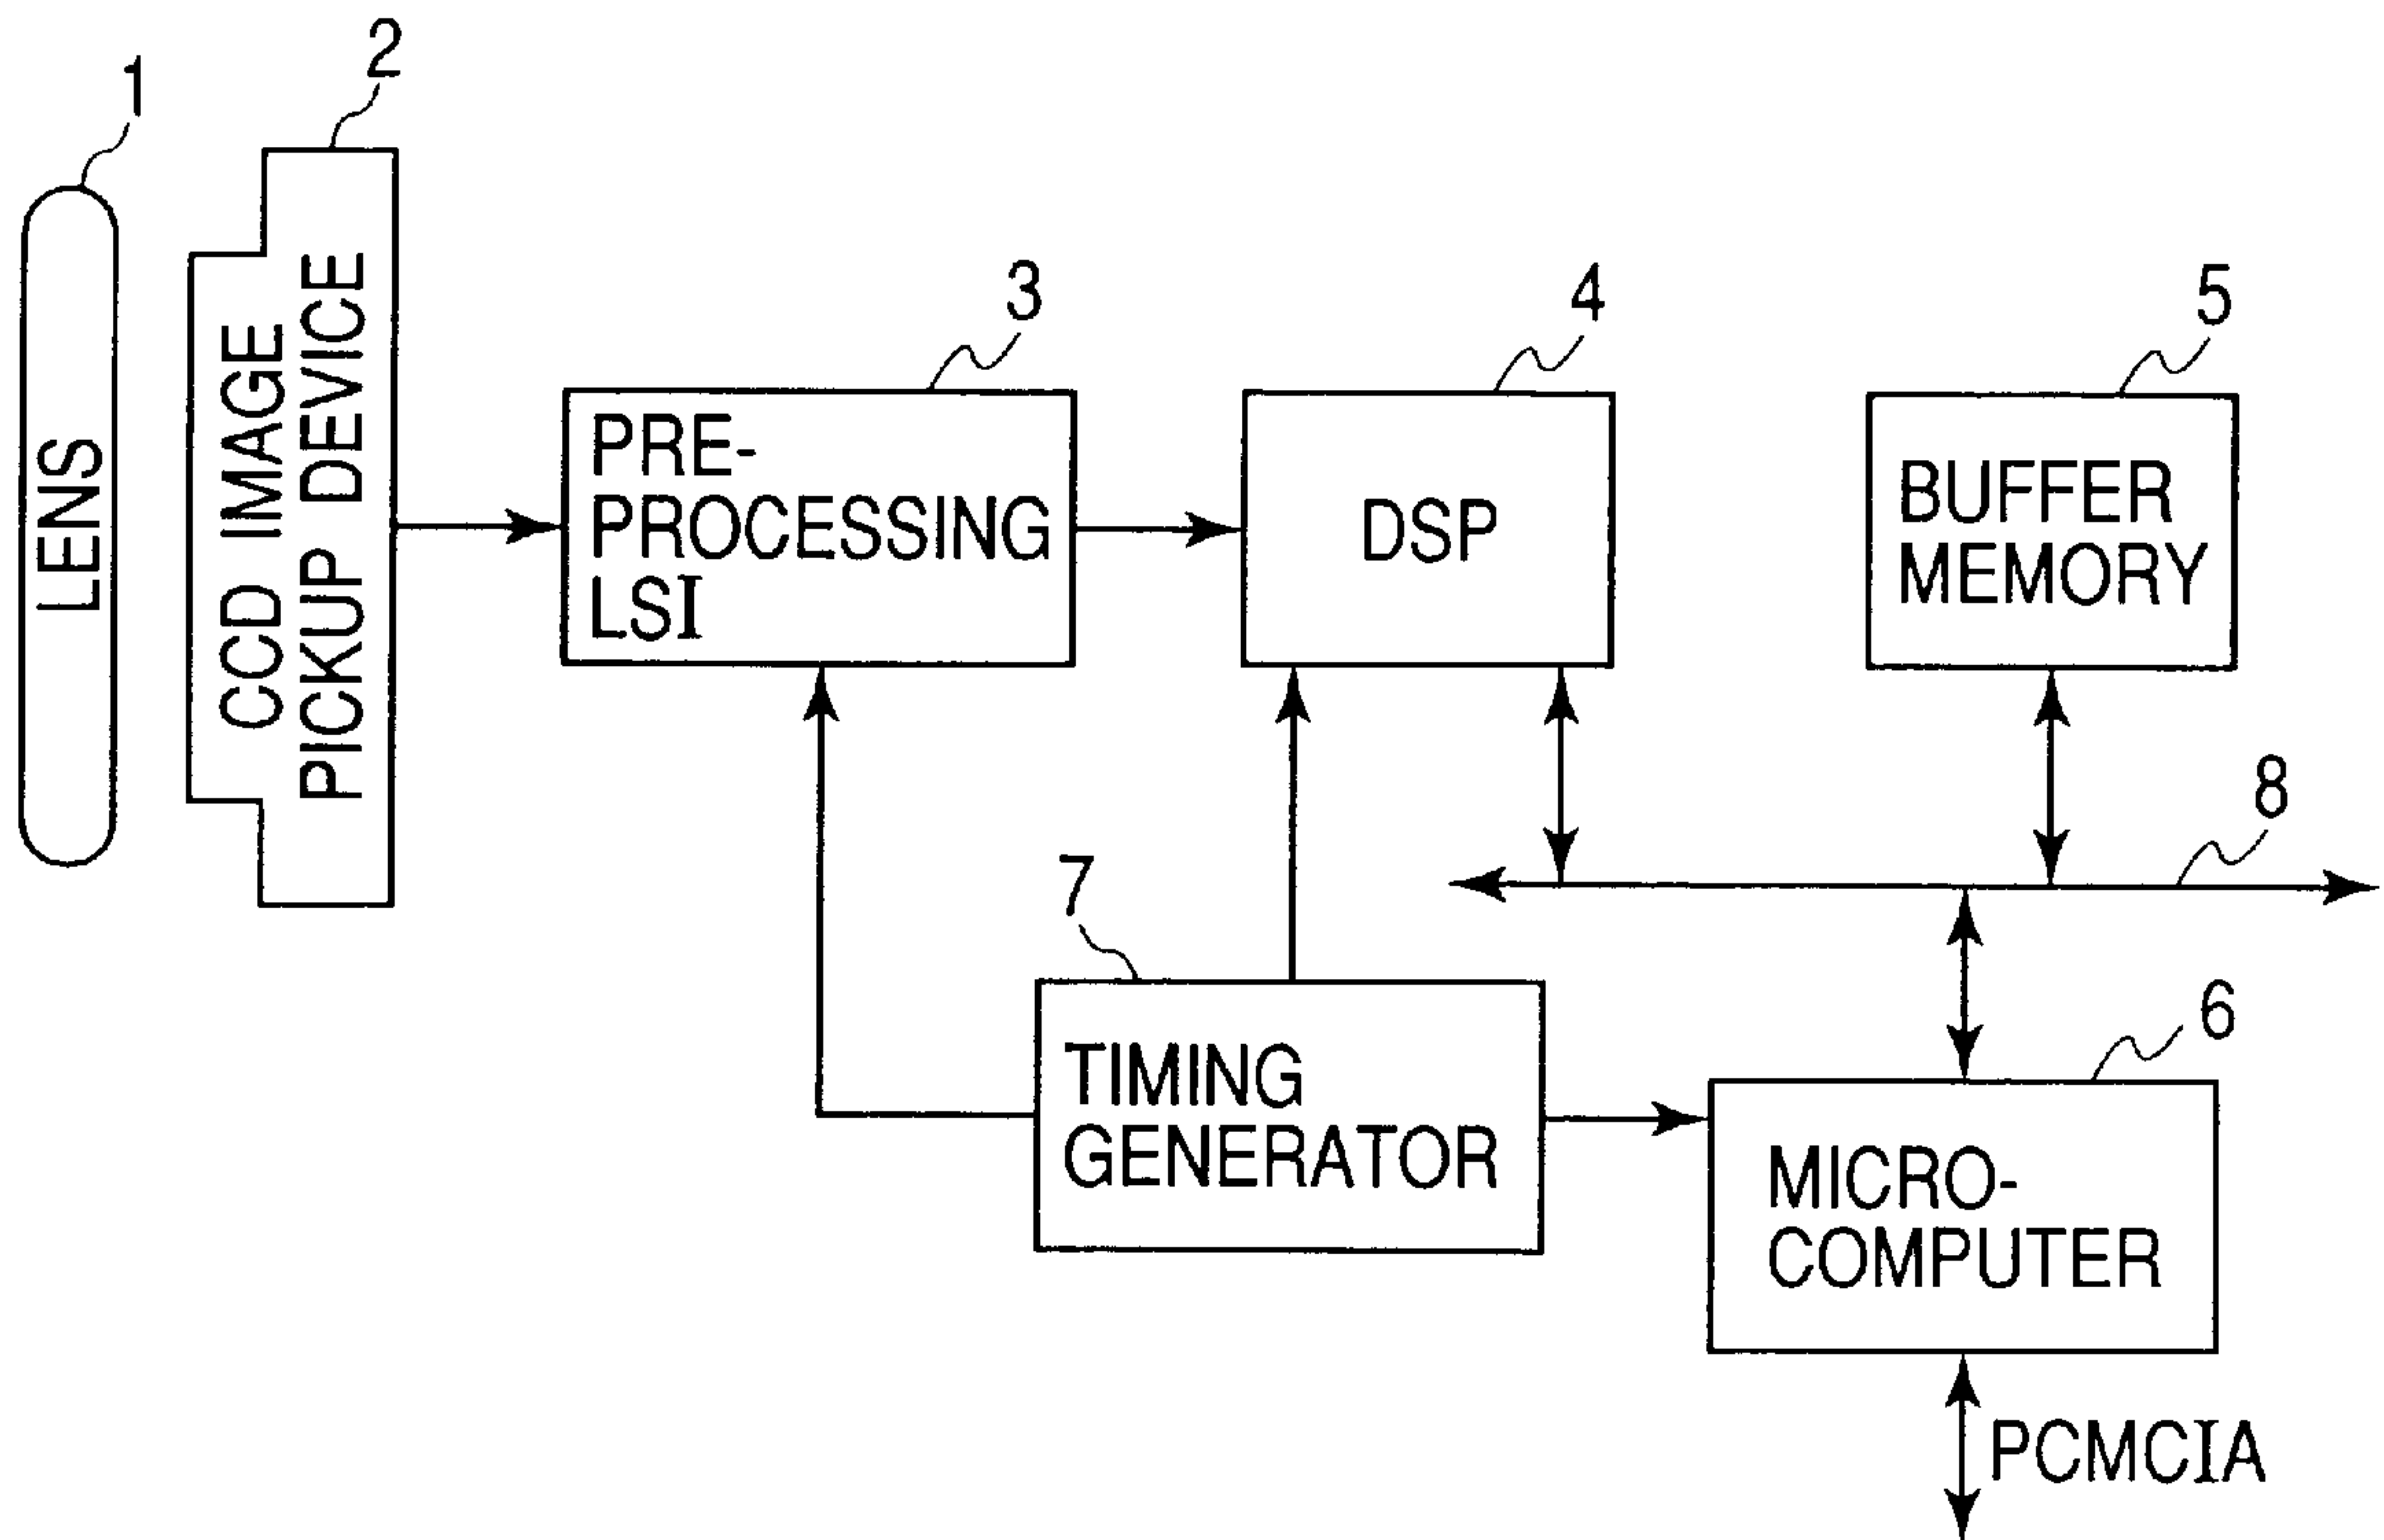 1
2
LENS
CCD IMAGE
PICKUP DEVICE
3
PRE-
PROCESSING
LSI
4
DSP
5
BUFFER
MEMORY
8
7
TIMING
GENERATOR
6
MICRO-
COMPUTER
PCMCIA